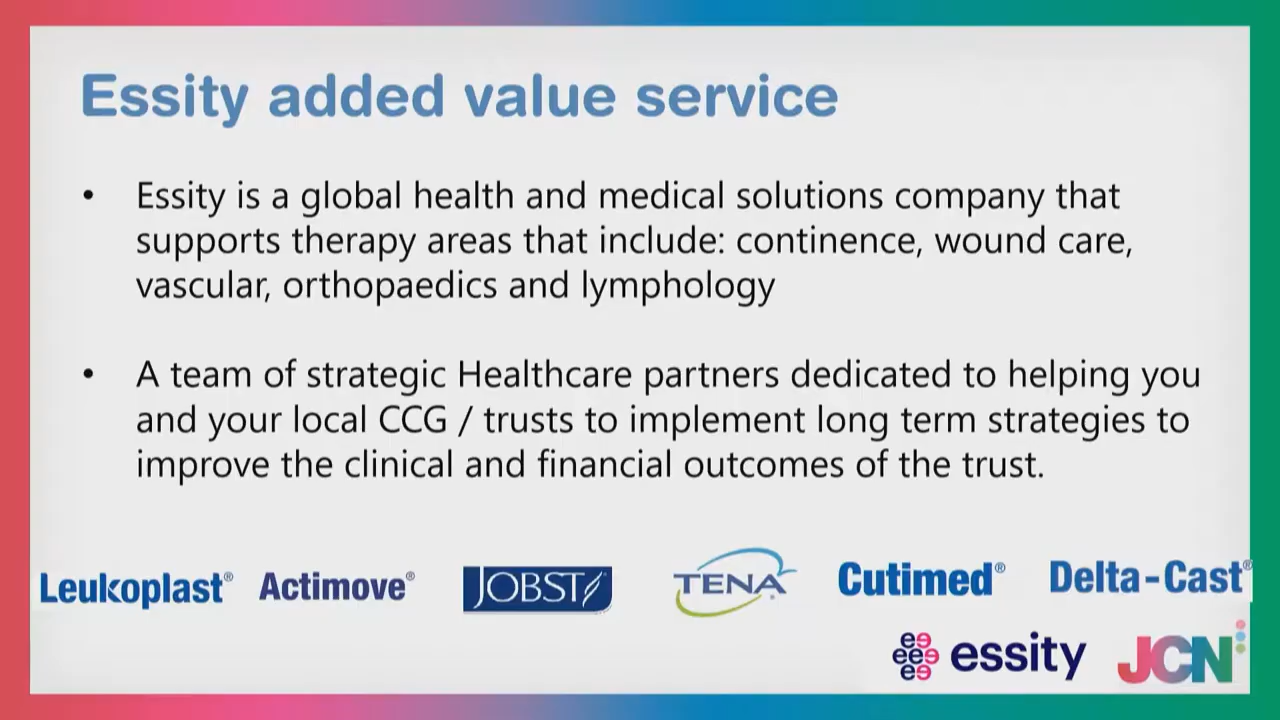 Essity added value service
• Essity is a global health and medical solutions company that
supports therapy areas that include: continence, wound care,
vascular, orthopaedics and lymphology
• A team of strategic Healthcare partners dedicated to helping you
and your local CCG / trusts to implement long term strategies to
improve the clinical and financial outcomes of the trust.
Leukoplast® Actimove® JOBST TENA Cutimed® Delta-Cast®
essity JCN